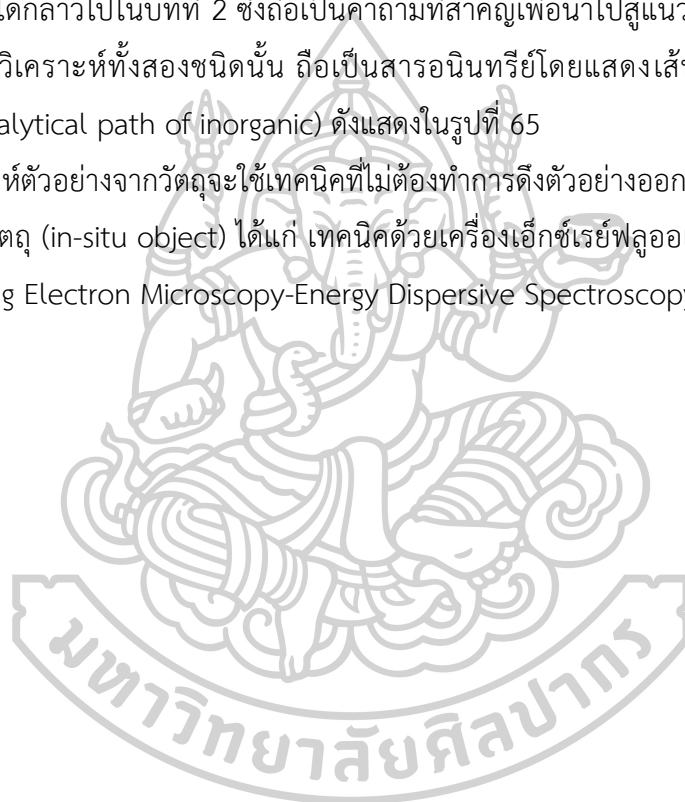 ได้กล่าวไปในบทที่ 2 ซึ่งถือเป็นคำถามที่สำคัญเพื่อนำไปสู่แนว
วิเคราะห์ทั้งสองชนิดนั้น ถือเป็นสารอนินทรีย์โดยแสดงเส้น
alytical path of inorganic) ดังแสดงในรูปที่ 65
ห์ตัวอย่างจากวัตถุจะใช้เทคนิคที่ไม่ต้องทำการดึงตัวอย่างออก
ตถุ (in-situ object) ได้แก่ เทคนิคด้วยเครื่องเอ็กซ์เรย์ฟลูออ
g Electron Microscopy-Energy Dispersive Spectroscopy
มหาวิทยาลัยศิลปากร